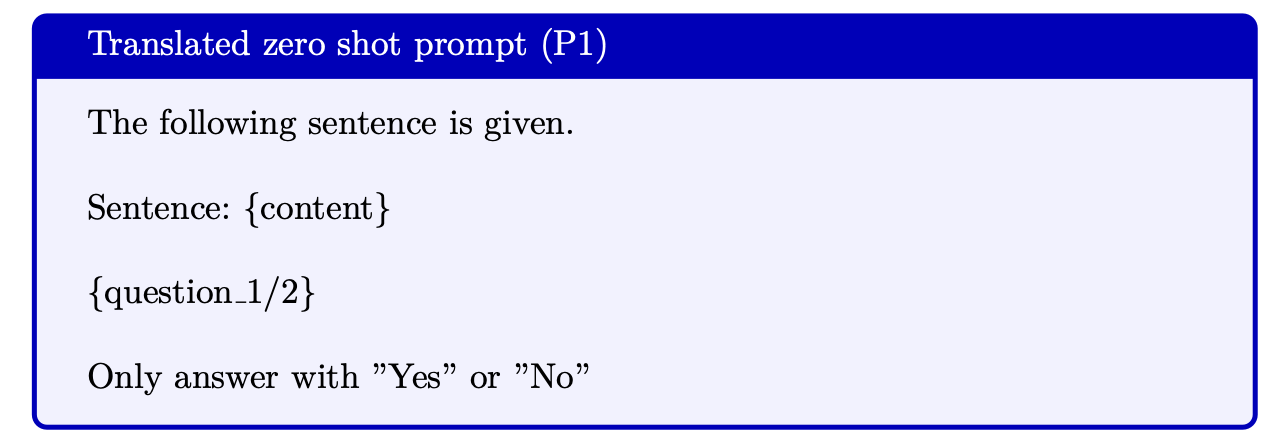 Translated zero shot prompt (P1)
The following sentence is given.
Sentence: {content}
{question_1/2}
Only answer with ”Yes” or ”No”